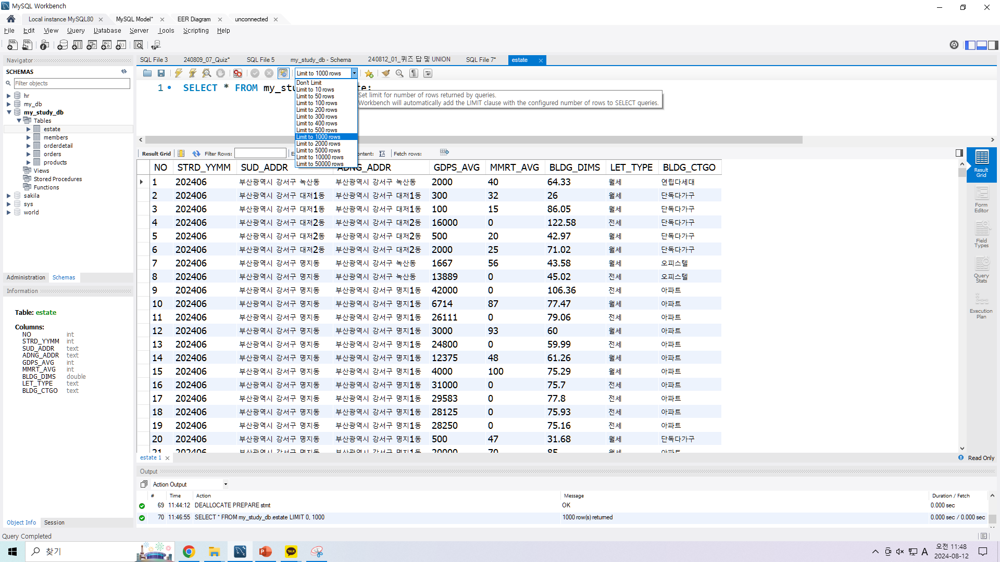 MySQL Workbench
Local instance MySQL80
MySQL Model*
EER Diagram
unconnected
File Edit View Query Database Server Tools Scripting Help
Navigator
SCHEMAS
Filter objects
hr
my_db
my_study_db
Tables
estate
members
orderdetail
orders
products
Views
Stored Procedures
Functions
sakila
sys
world
Administration Schemas
Information
Table: estate
Columns:
NO int
STRD_YYMM int
SUD_ADDR text
ADNG_ADDR text
GDPS_AVG int
MMRT_AVG int
BLDG_DIMS double
LET_TYPE text
BLDG_CTGO text
Object Info Session
SQL File 3 240809_07_Quiz* SQL File 5 my_study_db - Schema 240812_01_퀴즈 답 및 UNION SQL File 7* estate
Limit to 1000 rows
1 SELECT * FROM my_stu
Don't Limit
Limit to 10 rows
Limit to 50 rows
Limit to 100 rows
Limit to 200 rows
Limit to 300 rows
Limit to 400 rows
Limit to 500 rows
Limit to 1000 rows
Limit to 2000 rows
Limit to 5000 rows
Limit to 10000 rows
Limit to 50000 rows
Set limit for number of rows returned by queries.
Workbench will automatically add the LIMIT clause with the configured number of rows to SELECT queries.
Result Grid Filter Rows: Fetch rows:
NO STRD_YYMM SUD_ADDR ADNG_ADDR GDPS_AVG MMRT_AVG BLDG_DIMS LET_TYPE BLDG_CTGO
1 202406 부산광역시 강서구 녹산동 부산광역시 강서구 녹산동 2000 40 64.33 월세 연립다세대
2 202406 부산광역시 강서구 대저1동 부산광역시 강서구 대저1동 300 32 26 월세 단독다가구
3 202406 부산광역시 강서구 대저1동 부산광역시 강서구 대저1동 100 15 86.05 월세 단독다가구
4 202406 부산광역시 강서구 대저2동 부산광역시 강서구 대저2동 16000 0 122.58 전세 단독다가구
5 202406 부산광역시 강서구 대저2동 부산광역시 강서구 대저2동 500 20 42.97 월세 단독다가구
6 202406 부산광역시 강서구 대저2동 부산광역시 강서구 대저2동 2000 25 71.02 월세 단독다가구
7 202406 부산광역시 강서구 명지동 부산광역시 강서구 녹산동 1667 56 43.58 월세 오피스텔
8 202406 부산광역시 강서구 명지동 부산광역시 강서구 녹산동 13889 0 45.02 전세 오피스텔
9 202406 부산광역시 강서구 명지동 부산광역시 강서구 명지1동 42000 0 106.36 전세 아파트
10 202406 부산광역시 강서구 명지동 부산광역시 강서구 명지1동 6714 87 77.47 월세 아파트
11 202406 부산광역시 강서구 명지동 부산광역시 강서구 명지1동 26111 0 79.06 전세 아파트
12 202406 부산광역시 강서구 명지동 부산광역시 강서구 명지1동 3000 93 60 월세 아파트
13 202406 부산광역시 강서구 명지동 부산광역시 강서구 명지1동 24800 0 59.99 전세 아파트
14 202406 부산광역시 강서구 명지동 부산광역시 강서구 명지1동 12375 48 61.26 월세 아파트
15 202406 부산광역시 강서구 명지동 부산광역시 강서구 명지1동 4000 100 75.29 월세 아파트
16 202406 부산광역시 강서구 명지동 부산광역시 강서구 명지1동 31000 0 75.7 전세 아파트
17 202406 부산광역시 강서구 명지동 부산광역시 강서구 명지1동 29583 0 77.8 전세 아파트
18 202406 부산광역시 강서구 명지동 부산광역시 강서구 명지1동 28125 0 75.93 전세 아파트
19 202406 부산광역시 강서구 명지동 부산광역시 강서구 명지1동 28250 0 75.16 전세 아파트
20 202406 부산광역시 강서구 명지동 부산광역시 강서구 명지1동 500 47 31.68 월세 단독다가구
21 202406 부산광역시 강서구 명지동 부산광역시 강서구 명지1동 20000 70 85 월세 아파트
Result Grid
Form Editor
Field Types
Query Stats
Execution Plan
estate 1
Read Only
Output
Action Output
# Time Action Message Duration / Fetch
69 11:44:12 DEALLOCATE PREPARE stmt OK 0.000 sec
70 11:46:55 SELECT * FROM my_study_db.estate LIMIT 0, 1000 1000 row(s) returned 0.000 sec / 0.000 sec
Query Completed
찾기
TALK
A
오전 11:48
2024-08-12